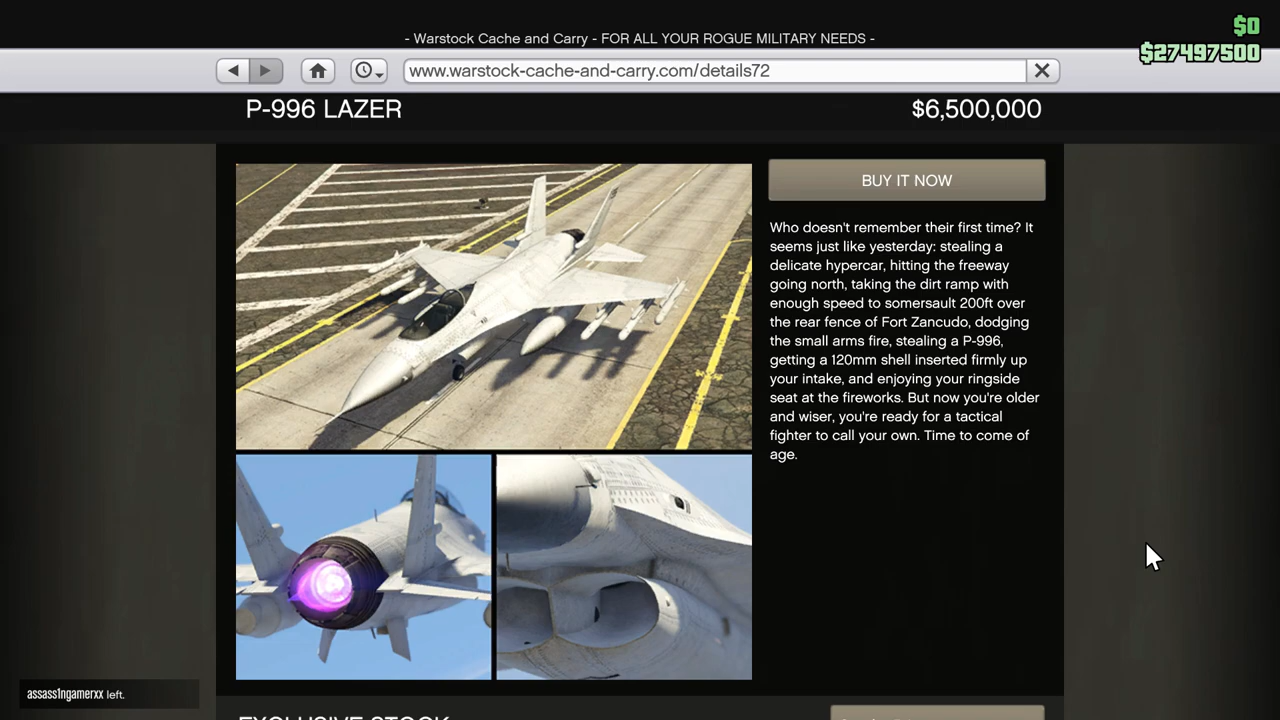 - Warstock Cache and Carry - FOR ALL YOUR ROGUE MILITARY NEEDS -
$0
$27497500
www.warstock-cache-and-carry.com/details72
P-996 LAZER
$6,500,000
BUY IT NOW
Who doesn't remember their first time? It
seems just like yesterday: stealing a
delicate hypercar, hitting the freeway
going north, taking the dirt ramp with
enough speed to somersault 200ft over
the rear fence of Fort Zancudo, dodging
the small arms fire, stealing a P-996,
getting a 120mm shell inserted firmly up
your intake, and enjoying your ringside
seat at the fireworks. But now you're older
and wiser, you're ready for a tactical
fighter to call your own. Time to come of
age.
assass1ngamerxx left.
EXCLUSIVE STOCK